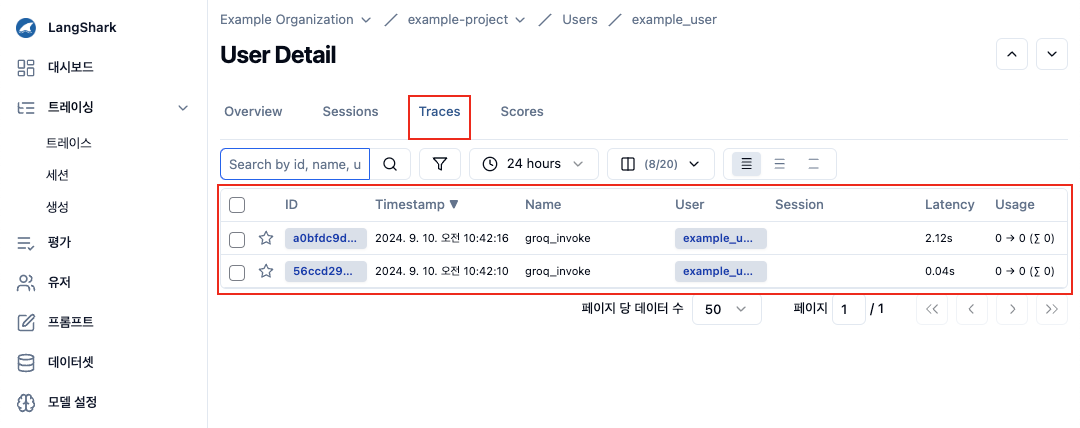 LangShark
대시보드
트레이싱
트레이스
세션
생성
평가
유저
프롬프트
데이터셋
모델 설정
Example Organization / example-project / Users / example_user
User Detail
Overview Sessions Traces Scores
Search by id, name, u 24 hours (8/20)
ID Timestamp ▼ Name User Session Latency Usage
a0bfdc9d... 2024. 9. 10. 오전 10:42:16 groq_invoke example_u... 2.12s 0 → 0 (∑ 0)
56ccd29... 2024. 9. 10. 오전 10:42:10 groq_invoke example_u... 0.04s 0 → 0 (∑ 0)
페이지 당 데이터 수 50 페이지 1 / 1